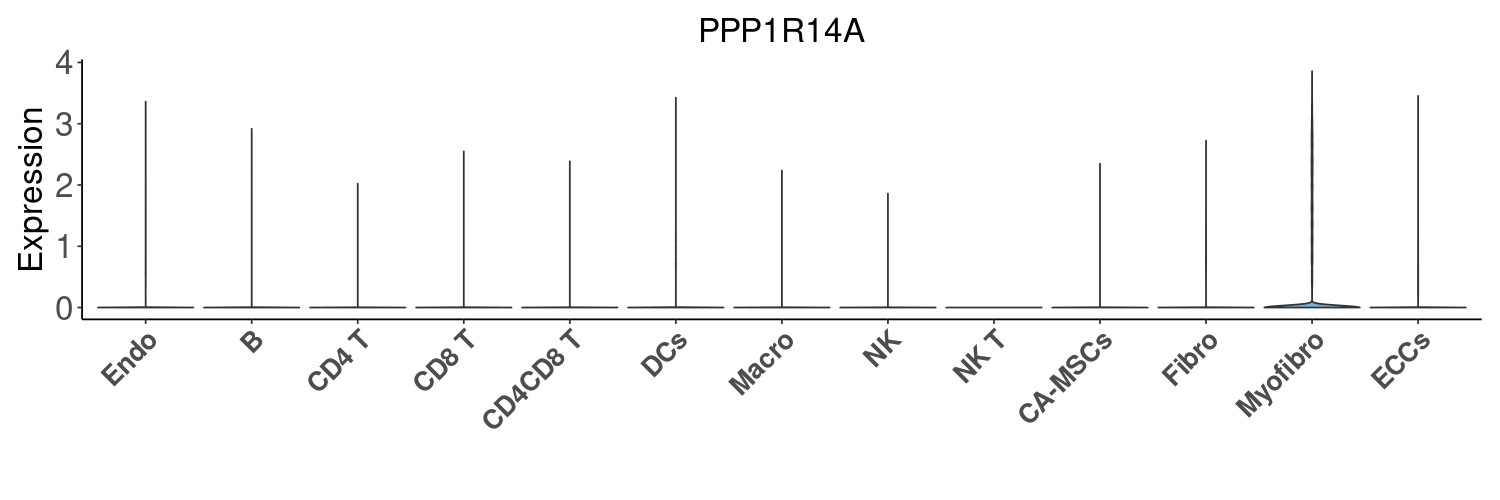 PPP1R14A
Expression
4
3
2
1
0
Endo
B
CD4 T
CD8 T
CD4CD8 T
DCs
Macro
NK
NK T
CA-MSCs
Fibro
Myofibro
ECCs